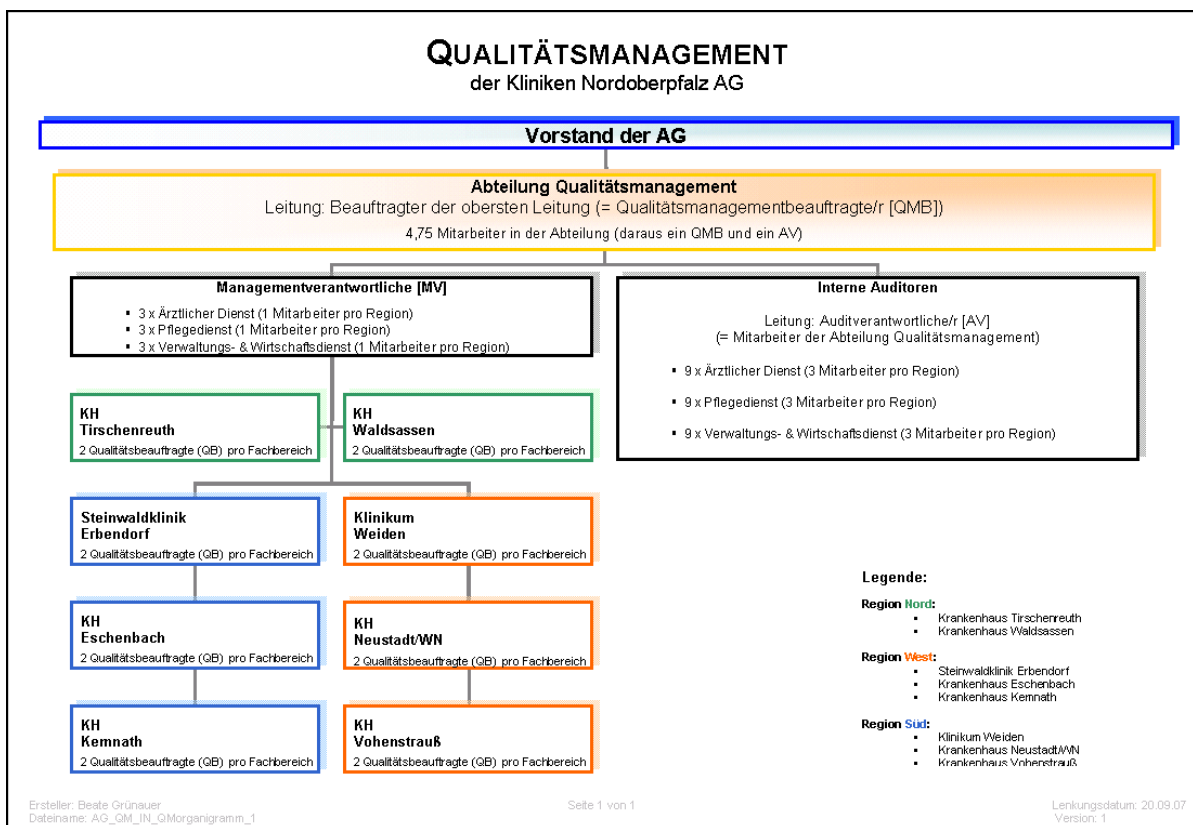 QUALITÄTSMANAGEMENT
der Kliniken Nordoberpfalz AG
Vorstand der AG
Abteilung Qualitätsmanagement
Leitung: Beauftragter der obersten Leitung (= Qualitätsmanagementbeauftragte/r [QMB])
4,75 Mitarbeiter in der Abteilung (daraus ein QMB und ein AV)
Managementverantwortliche [MV]
▪ 3 x Ärztlicher Dienst (1 Mitarbeiter pro Region)
▪ 3 x Pflegedienst (1 Mitarbeiter pro Region)
▪ 3 x Verwaltungs- & Wirtschaftsdienst (1 Mitarbeiter pro Region)
Interne Auditoren
Leitung: Auditverantwortliche/r [AV]
(= Mitarbeiter der Abteilung Qualitätsmanagement)
▪ 9 x Ärztlicher Dienst (3 Mitarbeiter pro Region)
▪ 9 x Pflegedienst (3 Mitarbeiter pro Region)
▪ 9 x Verwaltungs- & Wirtschaftsdienst (3 Mitarbeiter pro Region)
KH
Tirschenreuth
2 Qualitätsbeauftragte (QB) pro Fachbereich
KH
Waldsassen
2 Qualitätsbeauftragte (QB) pro Fachbereich
Steinwaldklinik
Erbendorf
2 Qualitätsbeauftragte (QB) pro Fachbereich
Klinikum
Weiden
2 Qualitätsbeauftragte (QB) pro Fachbereich
KH
Eschenbach
2 Qualitätsbeauftragte (QB) pro Fachbereich
KH
Neustadt/WN
2 Qualitätsbeauftragte (QB) pro Fachbereich
KH
Kemnath
2 Qualitätsbeauftragte (QB) pro Fachbereich
KH
Vohenstrauß
2 Qualitätsbeauftragte (QB) pro Fachbereich
Legende:
Region Nord:
▪ Krankenhaus Tirschenreuth
▪ Krankenhaus Waldsassen
Region West:
▪ Steinwaldklinik Erbendorf
▪ Krankenhaus Eschenbach
▪ Krankenhaus Kemnath
Region Süd:
▪ Klinikum Weiden
▪ Krankenhaus Neustadt/WN
▪ Krankenhaus Vohenstrauß
Ersteller: Beate Grünauer
Dateiname: AG_QM_IN_QMorganigramm_1
Seite 1 von 1
Lenkungsdatum: 20.09.07
Version: 1